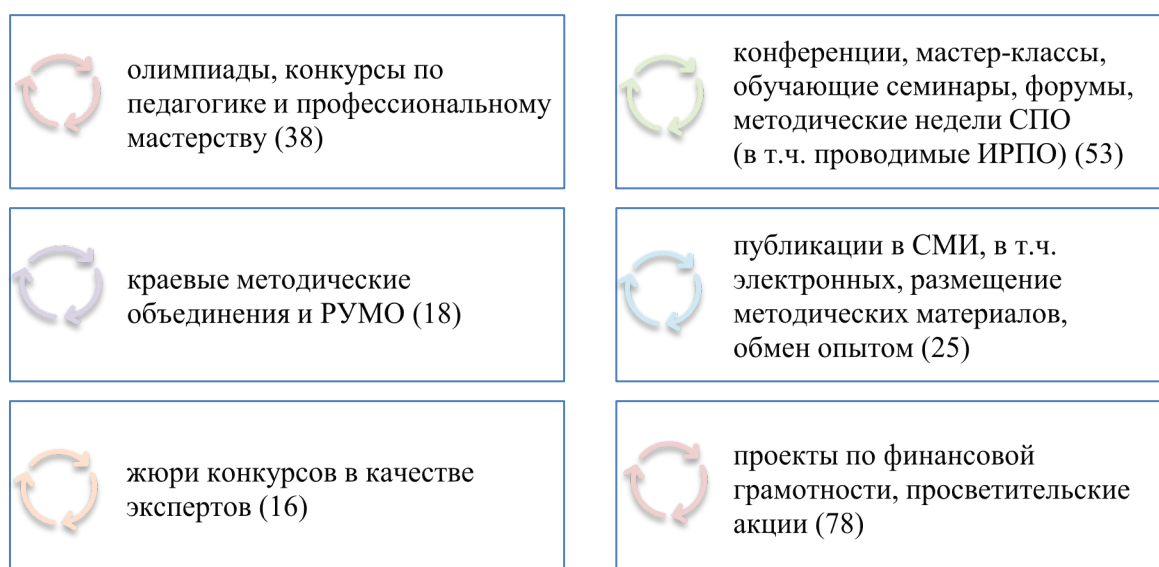 олимпиады, конкурсы по
педагогике и профессиональному
мастерству (38)
конференции, мастер-классы,
обучающие семинары, форумы,
методические недели СПО
(в т.ч. проводимые ИРПО) (53)
краевые методические
объединения и РУМО (18)
публикации в СМИ, в т.ч.
электронных, размещение
методических материалов,
обмен опытом (25)
жюри конкурсов в качестве
экспертов (16)
проекты по финансовой
грамотности, просветительские
акции (78)